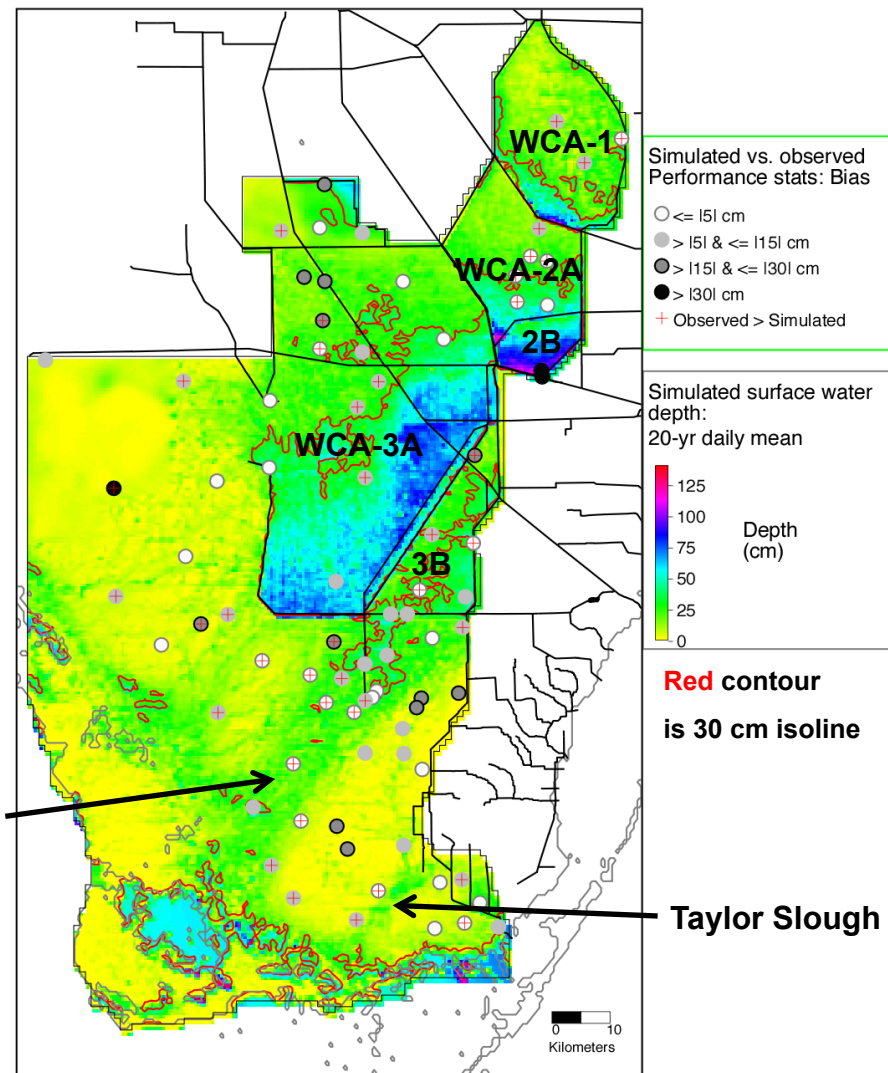 WCA-1
WCA-2A
2B
WCA-3A
3B
Simulated vs. observed
Performance stats: Bias
<= |5| cm
> |5| & <= |15| cm
> |15| & <= |30| cm
> |30| cm
Observed > Simulated
Simulated surface water
depth:
20-yr daily mean
125
100
75
50
25
0
Depth
(cm)
Red contour
is 30 cm isoline
Taylor Slough
0 10
Kilometers